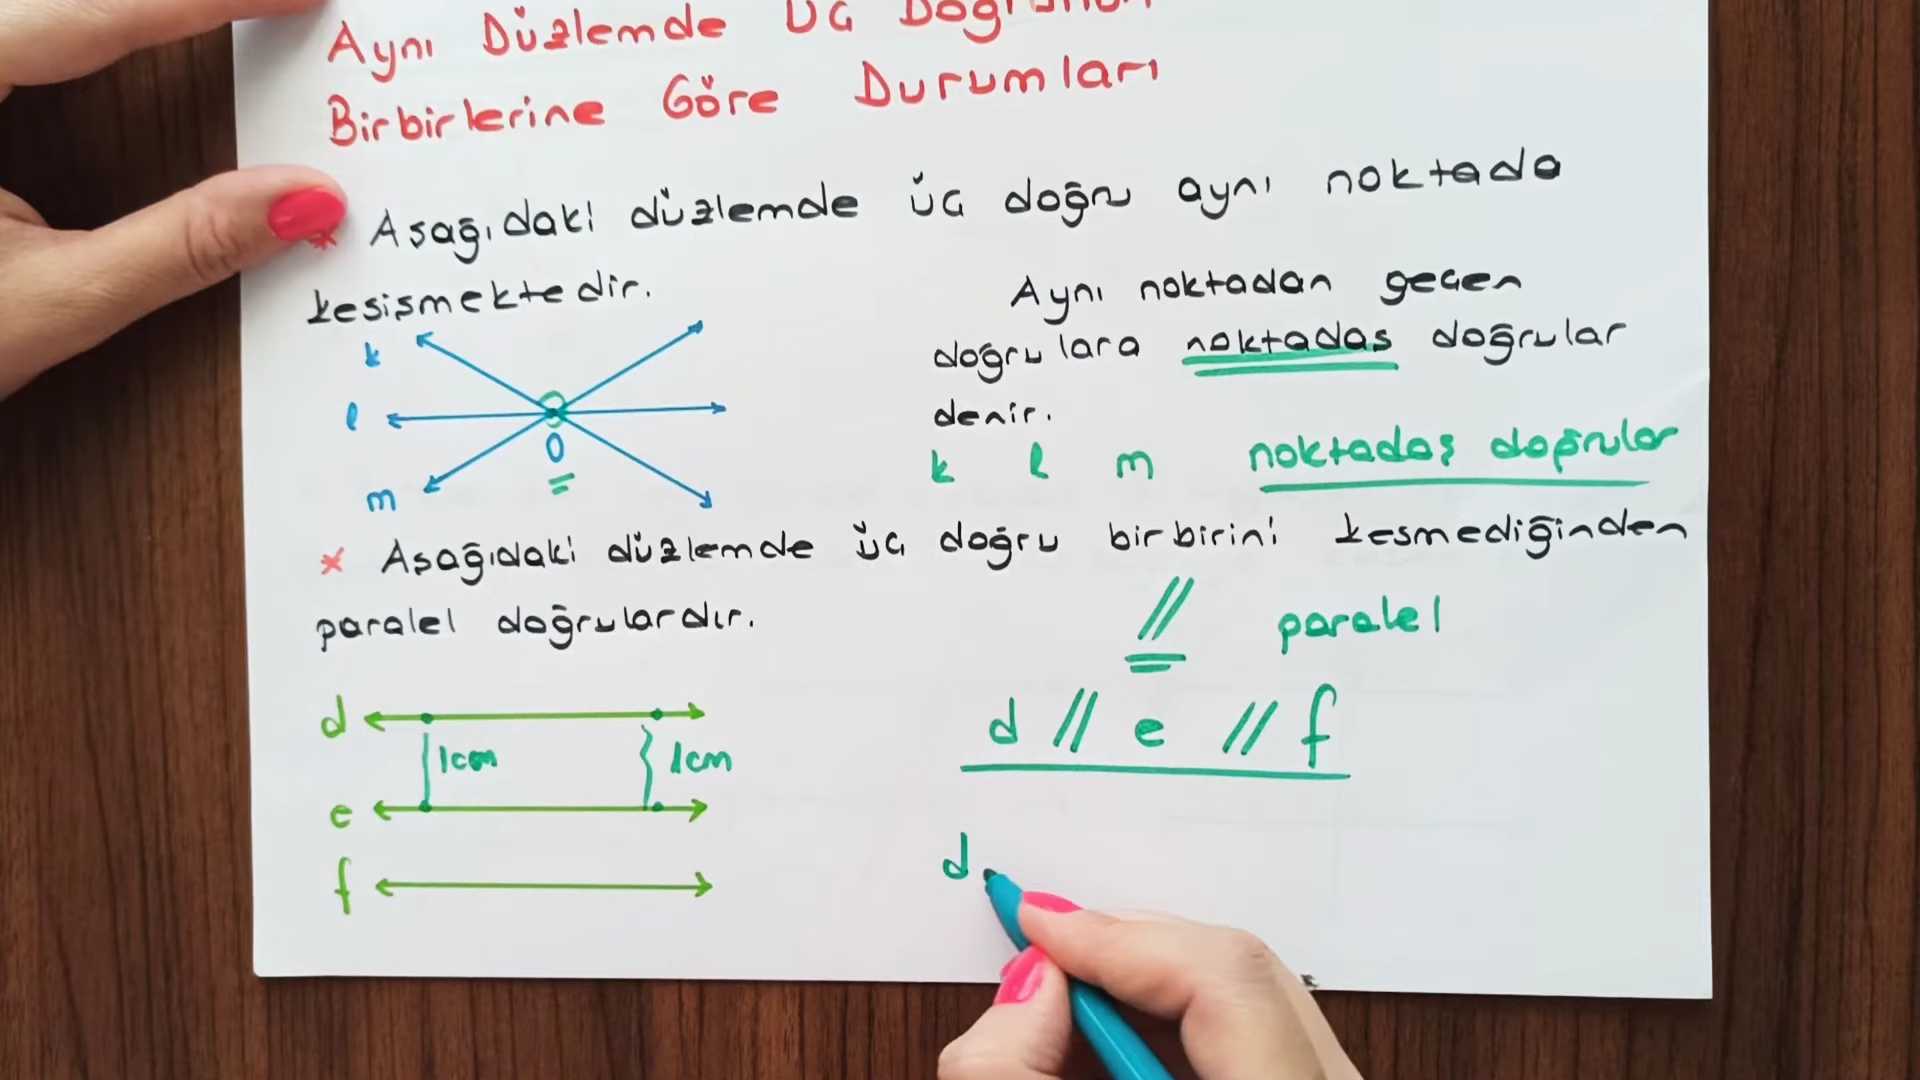 Aynı Düzlemde Üç Doğrunun
Birbirlerine Göre Durumları
* Aşağıdaki düzlemde üç doğru aynı noktada
kesişmektedir.
Aynı noktadan geçen
doğrulara noktadaş doğrular
denir.
k
l
m
O
k l m noktadaş doğrular
* Aşağıdaki düzlemde üç doğru birbirini kesmediğinden
paralel doğrulardır.
// paralel
d
1cm 1cm
e
f
d // e // f
d